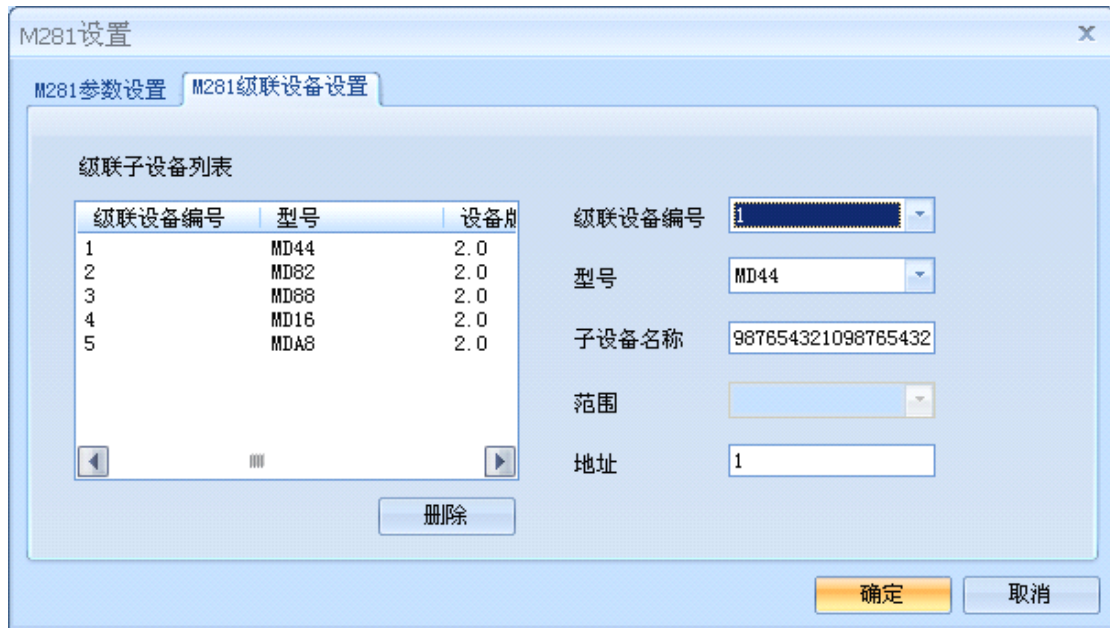 M281设置
M281参数设置 M281级联设备设置
级联子设备列表
级联设备编号 型号 设备版
1 MD44 2.0
2 MD82 2.0
3 MD88 2.0
4 MD16 2.0
5 MDA8 2.0
删除
级联设备编号 1
型号 MD44
子设备名称 987654321098765432
范围
地址 1
确定 取消